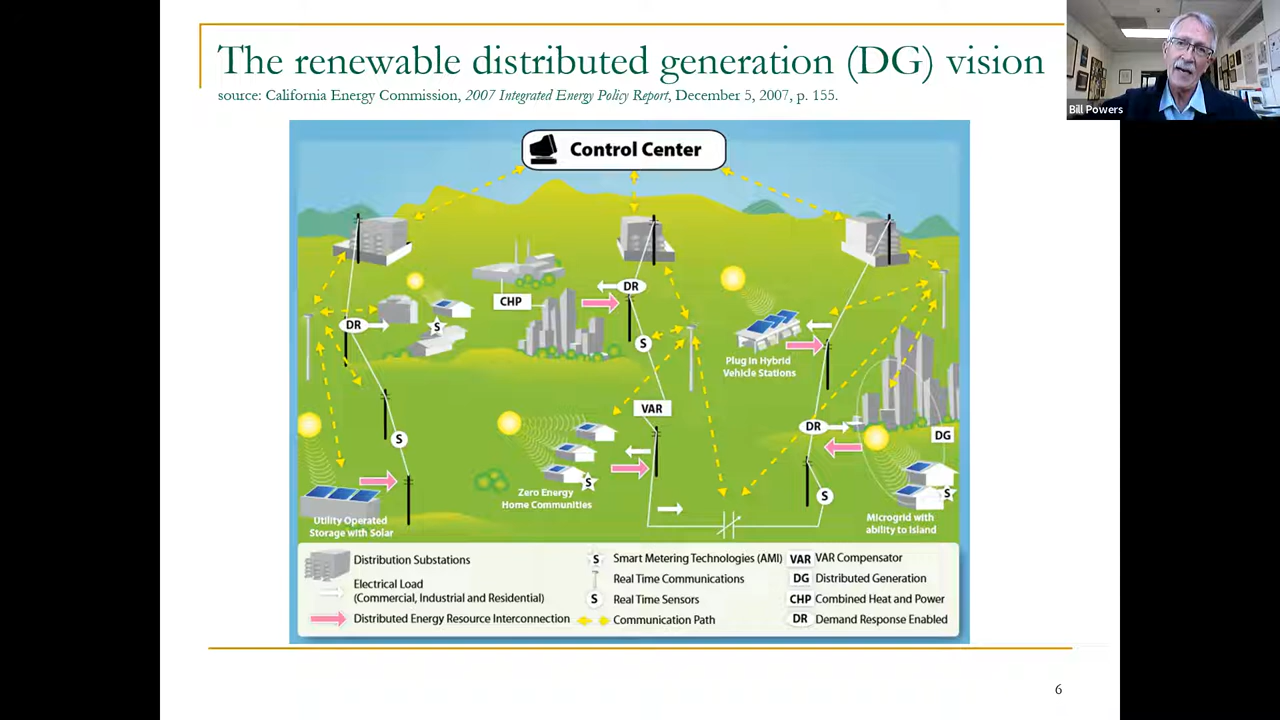 The renewable distributed generation (DG) vision
source: California Energy Commission, 2007 Integrated Energy Policy Report, December 5, 2007, p. 155.
Bill Powers
Control Center
DR
CHP
DR
S
S
S
Plug in Hybrid
Vehicle Stations
VAR
DR
DG
S
S
S
S
Zero Energy
Home Communities
Utility Operated
Storage with Solar
Microgrid with
ability to Island
Distribution Substations
Electrical Load
(Commercial, Industrial and Residential)
Distributed Energy Resource Interconnection
S Smart Metering Technologies (AMI)
Real Time Communications
S Real Time Sensors
Communication Path
VAR VAR Compensator
DG Distributed Generation
CHP Combined Heat and Power
DR Demand Response Enabled
6